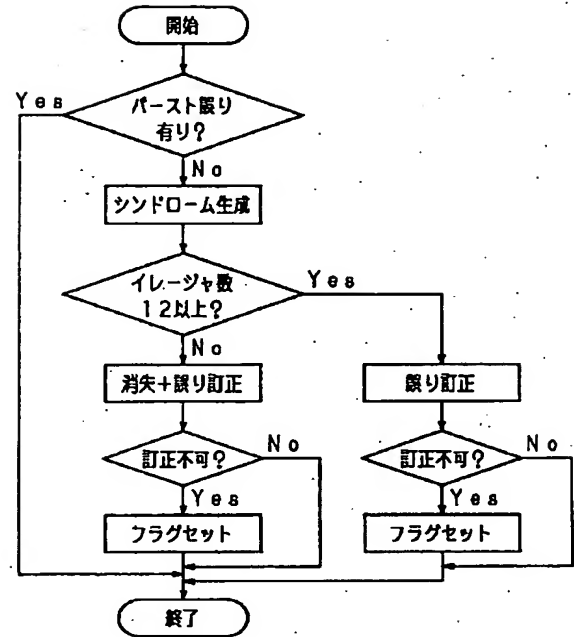 開始
Yes
バースト誤り
有り？
No
シンドローム生成
イレージャ数
１２以上？
Yes
No
消失＋誤り訂正
誤り訂正
訂正不可？
No
訂正不可？
No
Yes
Yes
フラグセット
フラグセット
終了